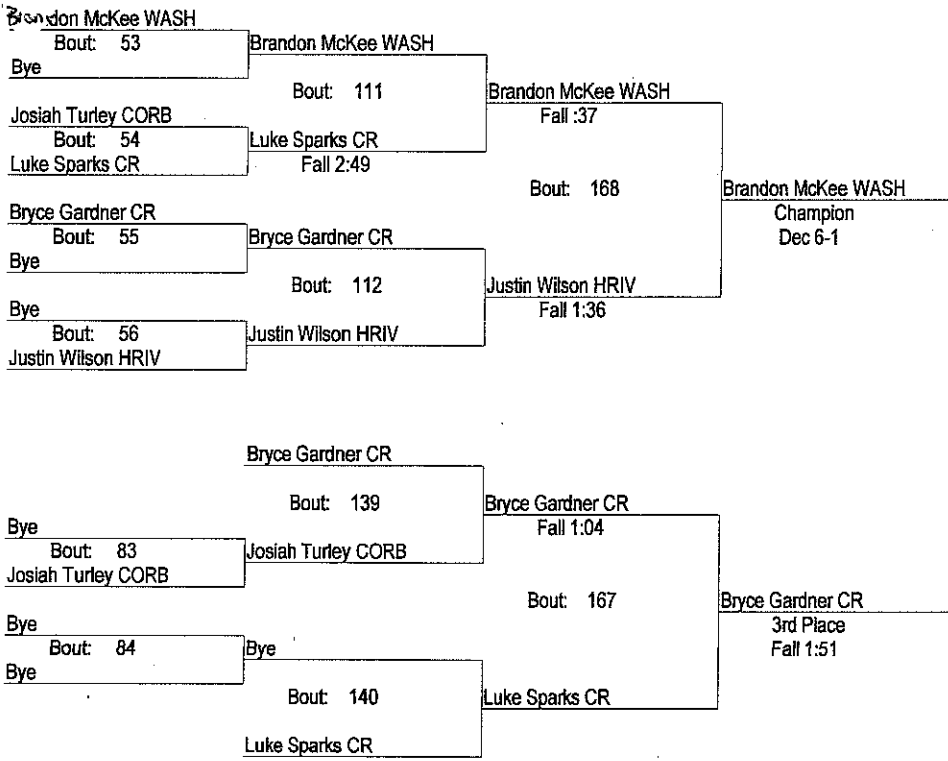 Brandon McKee WASH
Bout: 53
Bye
Brandon McKee WASH
Bout: 111
Josiah Turley CORB
Bout: 54
Luke Sparks CR
Luke Sparks CR
Fall 2:49
Brandon McKee WASH
Fall :37
Bout: 168
Bryce Gardner CR
Bout: 55
Bye
Bryce Gardner CR
Bout: 112
Bye
Bout: 56
Justin Wilson HRIV
Justin Wilson HRIV
Justin Wilson HRIV
Fall 1:36
Brandon McKee WASH
Champion
Dec 6-1
Bryce Gardner CR
Bout: 139
Bye
Bout: 83
Josiah Turley CORB
Josiah Turley CORB
Bryce Gardner CR
Fall 1:04
Bout: 167
Bye
Bout: 84
Bye
Bye
Bout: 140
Luke Sparks CR
Luke Sparks CR
Bryce Gardner CR
3rd Place
Fall 1:51